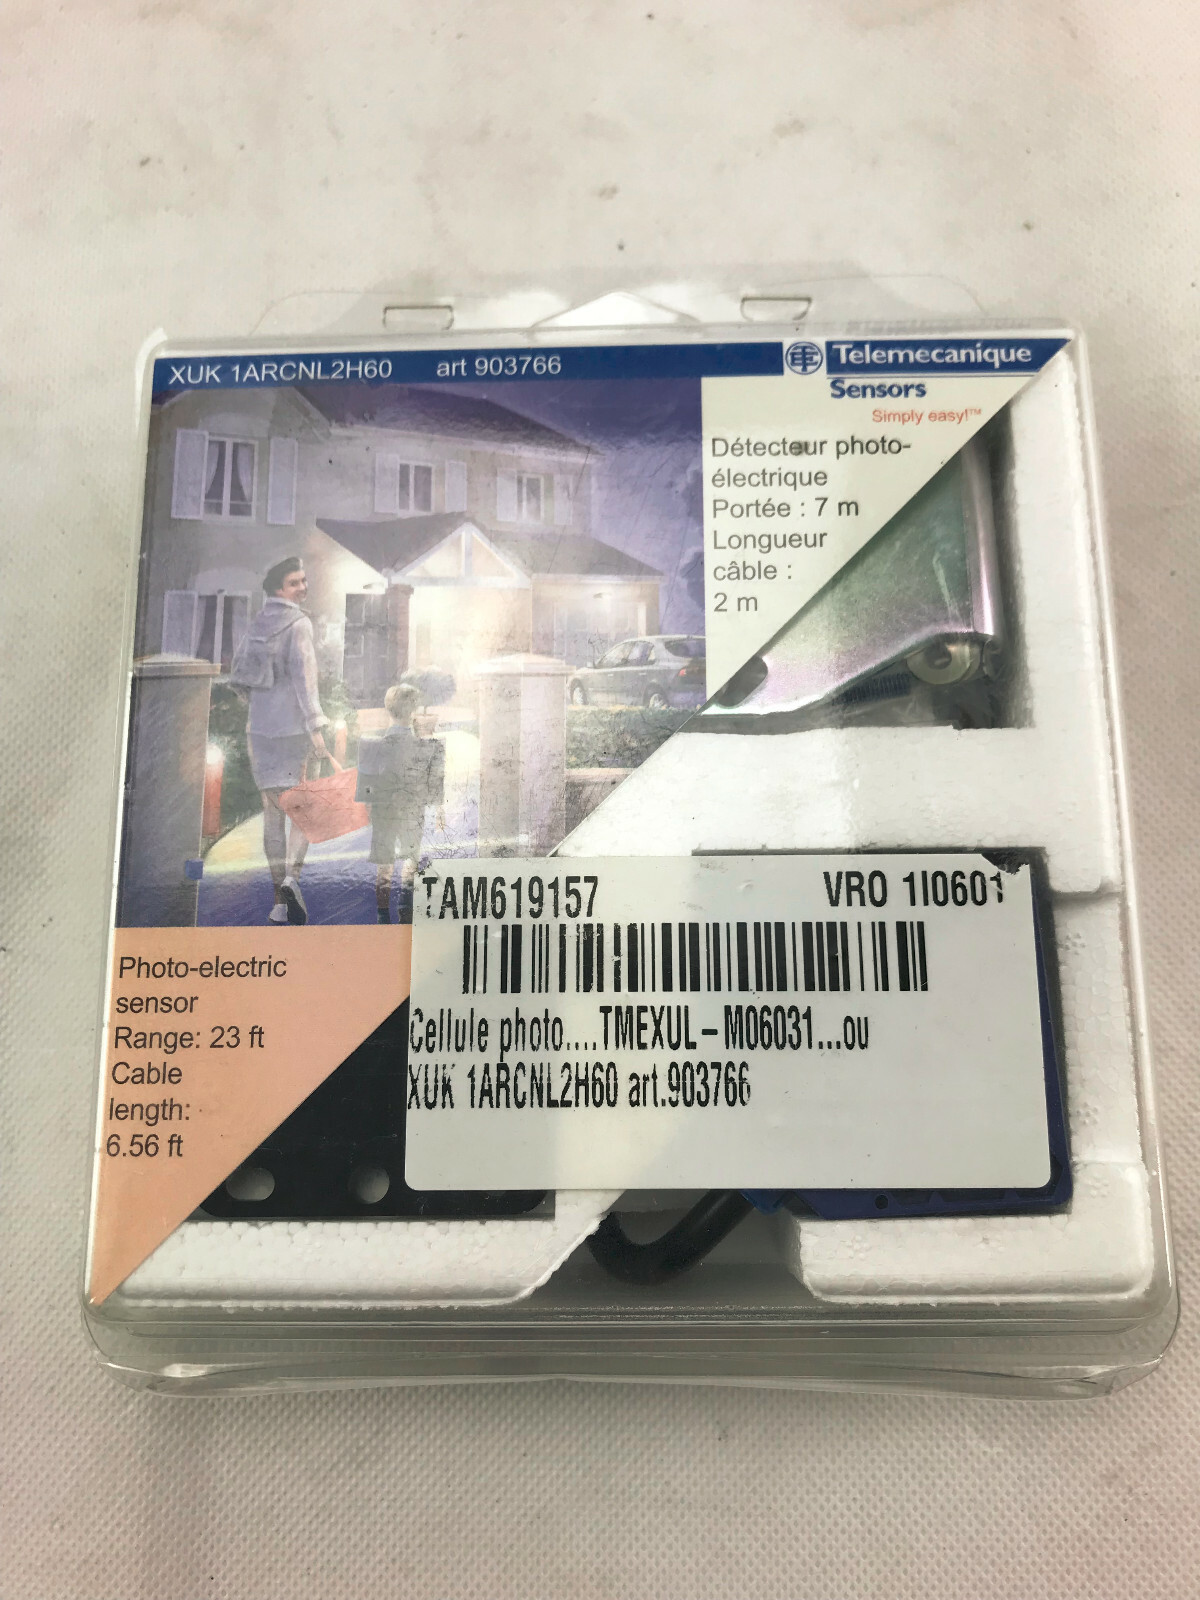 XUK 1ARCNL2H60 art 903766
Telemecanique
Sensors
Simply easy!™
Détecteur photo-
électrique
Portée : 7 m
Longueur
câble :
2 m
Photo-electric
sensor
Range: 23 ft
Cable
length:
6.56 ft
TAM619157 VRO 1I0601
Cellule photo....TMEXUL-M06031...ou
XUK 1ARCNL2H60 art.903766